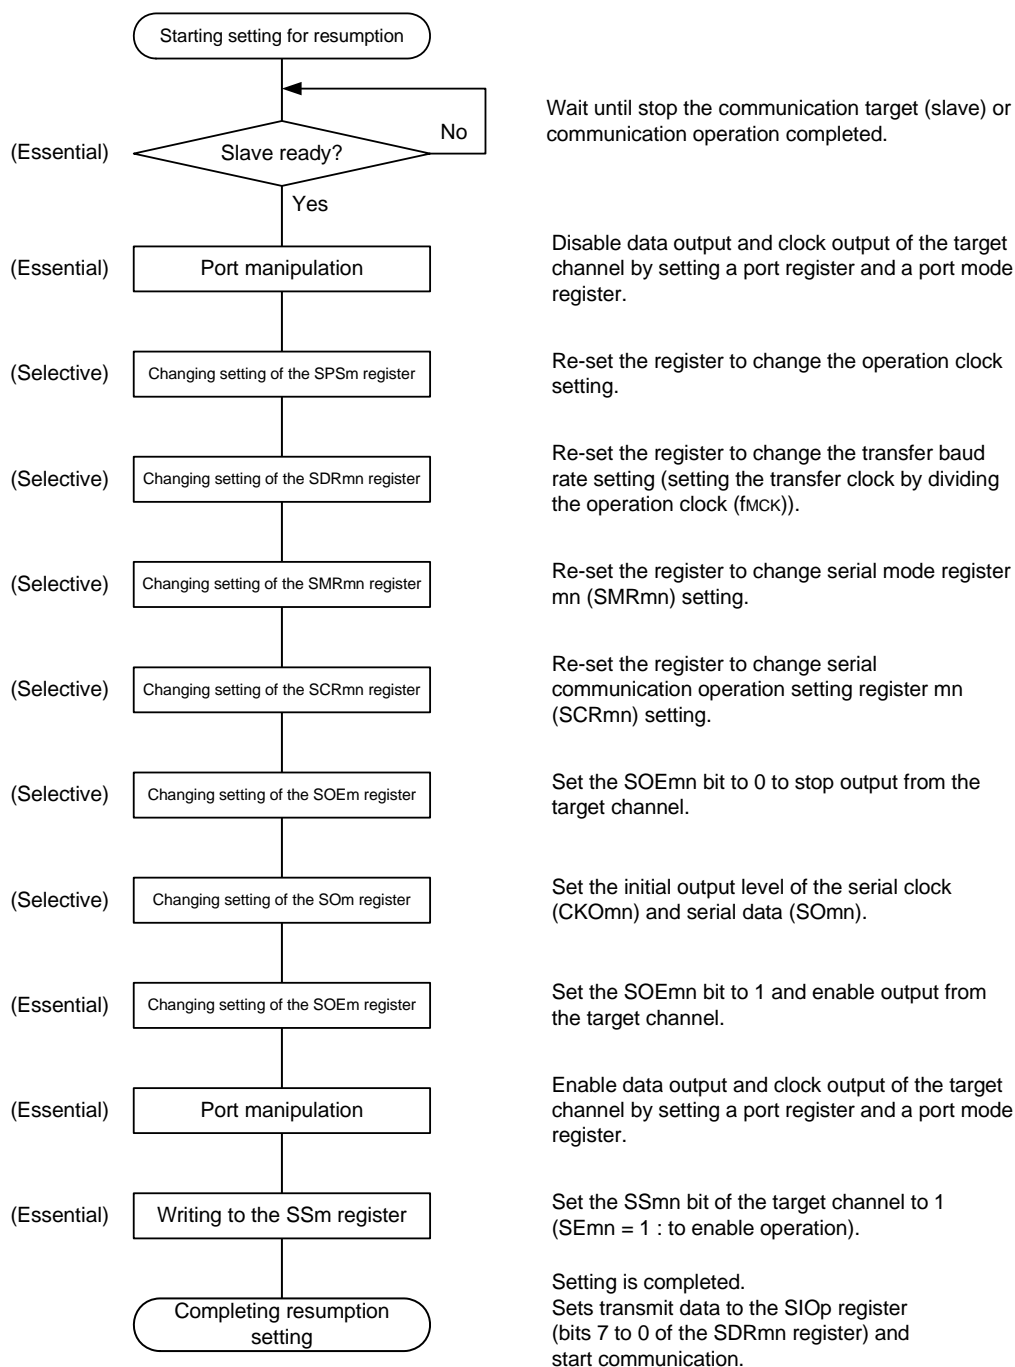 Starting setting for resumption
Wait until stop the communication target (slave) or
communication operation completed.
No
(Essential)
Slave ready?
Yes
Disable data output and clock output of the target
channel by setting a port register and a port mode
register.
(Essential)
Port manipulation
Re-set the register to change the operation clock
setting.
(Selective)
Changing setting of the SPSm register
Re-set the register to change the transfer baud
rate setting (setting the transfer clock by dividing
the operation clock (fMCK)).
(Selective)
Changing setting of the SDRmn register
Re-set the register to change serial mode register
mn (SMRmn) setting.
(Selective)
Changing setting of the SMRmn register
Re-set the register to change serial
communication operation setting register mn
(SCRmn) setting.
(Selective)
Changing setting of the SCRmn register
Set the SOEmn bit to 0 to stop output from the
target channel.
(Selective)
Changing setting of the SOEm register
Set the initial output level of the serial clock
(CKOmn) and serial data (SOmn).
(Selective)
Changing setting of the SOm register
Set the SOEmn bit to 1 and enable output from
the target channel.
(Essential)
Changing setting of the SOEm register
Enable data output and clock output of the target
channel by setting a port register and a port mode
register.
(Essential)
Port manipulation
Set the SSmn bit of the target channel to 1
(SEmn = 1 : to enable operation).
(Essential)
Writing to the SSm register
Completing resumption
setting
Setting is completed.
Sets transmit data to the SIOp register
(bits 7 to 0 of the SDRmn register) and
start communication.